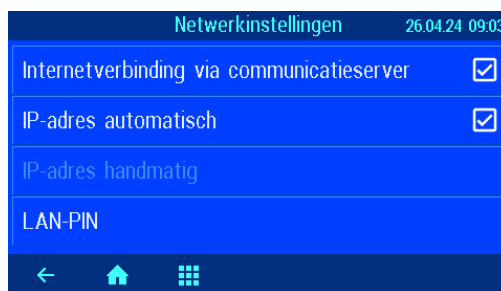 Netwerkinstellingen 26.04.24 09:03
Internetverbinding via communicatieserver
IP-adres automatisch
IP-adres handmatig
LAN-PIN